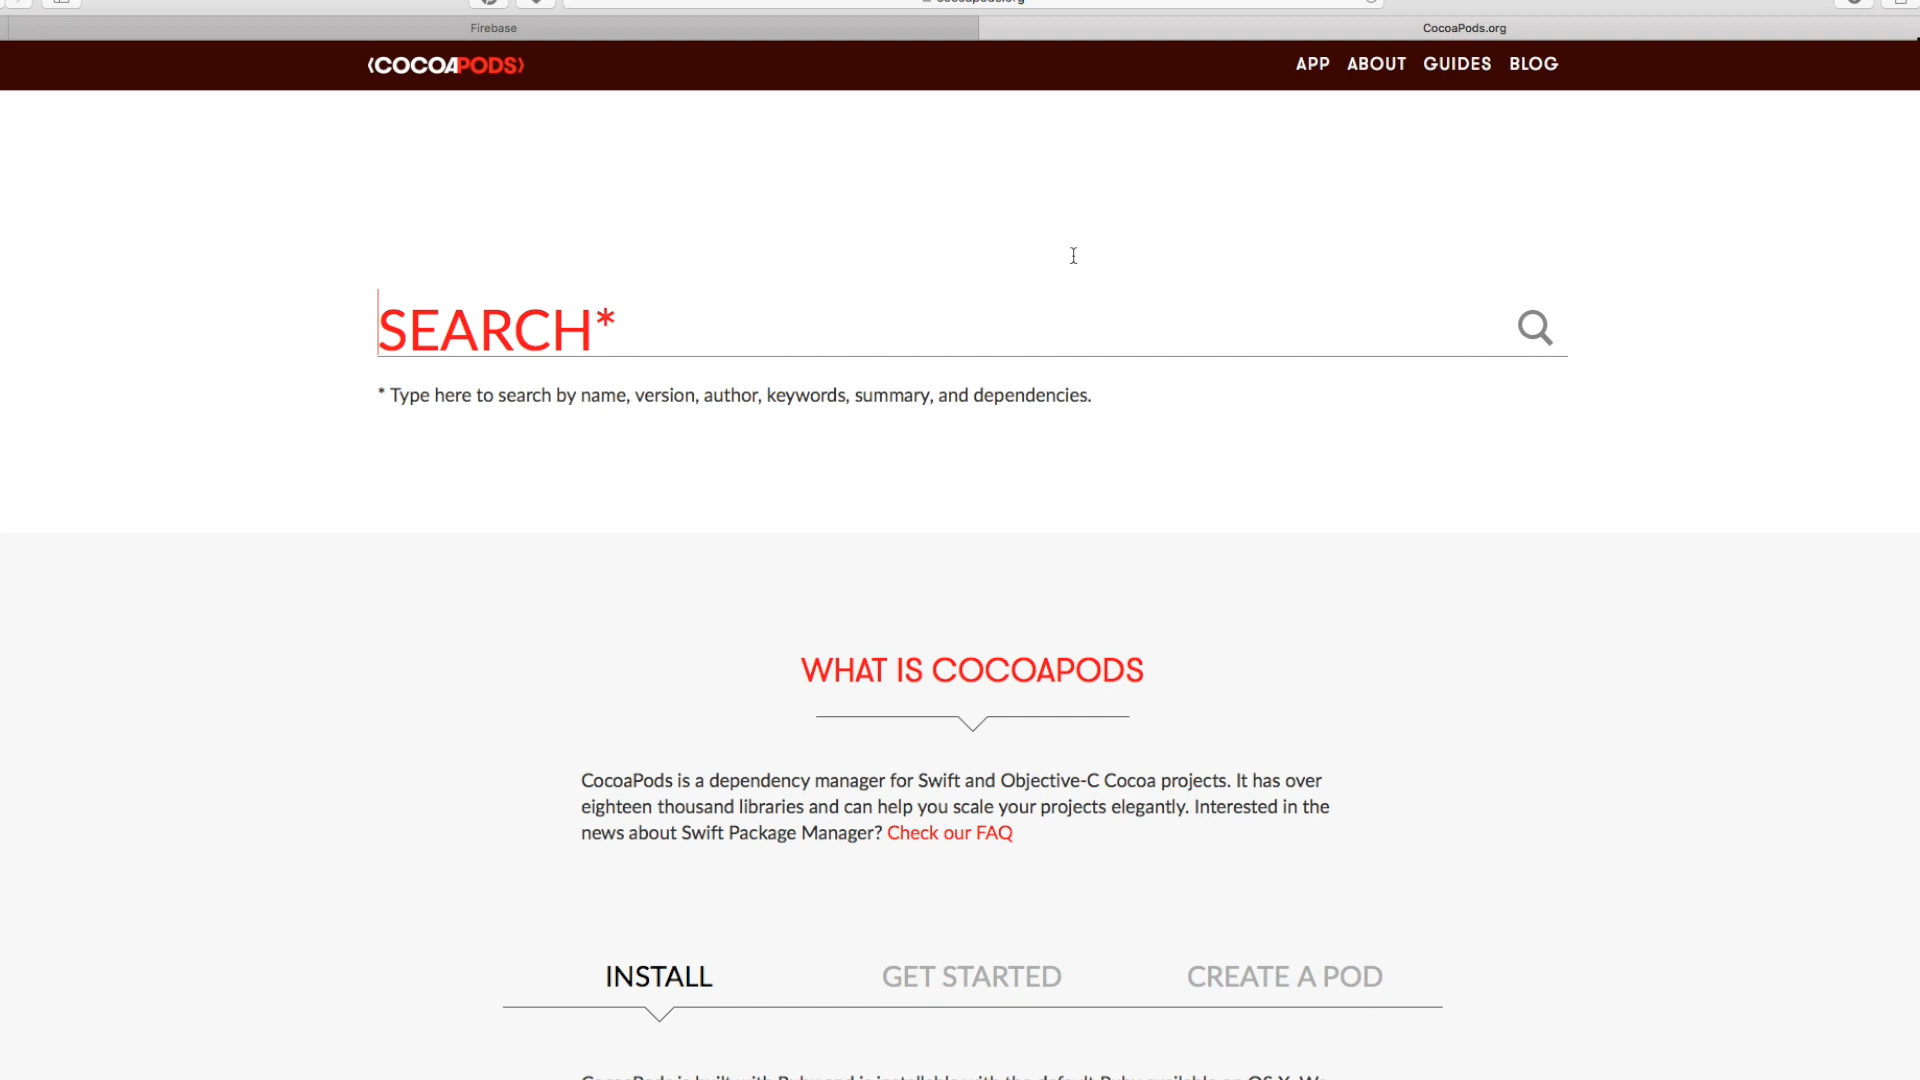 Firebase
CocoaPods.org
COCOAPODS
APP ABOUT GUIDES BLOG
SEARCH*
* Type here to search by name, version, author, keywords, summary, and dependencies.
WHAT IS COCOAPODS
CocoaPods is a dependency manager for Swift and Objective-C Cocoa projects. It has over
eighteen thousand libraries and can help you scale your projects elegantly. Interested in the
news about Swift Package Manager? Check our FAQ
INSTALL GET STARTED CREATE A POD